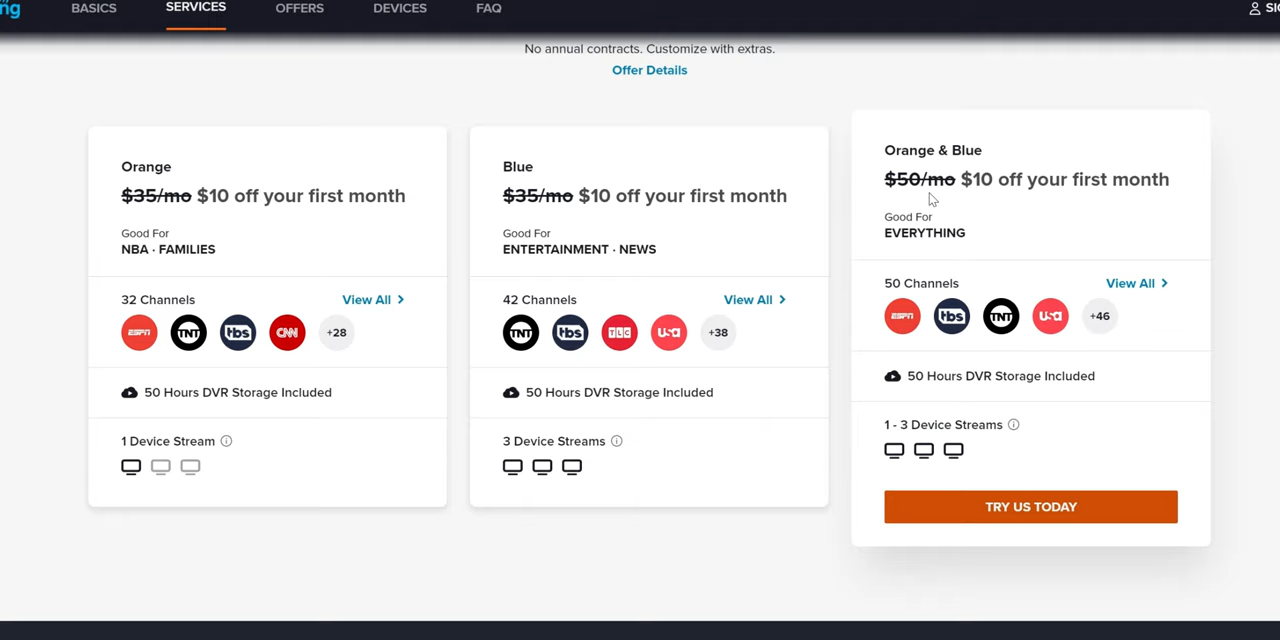 ng
BASICS
SERVICES
OFFERS
DEVICES
FAQ
No annual contracts. Customize with extras.
Offer Details
Orange
$35/mo $10 off your first month
Good For
NBA · FAMILIES
32 Channels
View All
ESPN
TNT
tbs
CNN
+28
50 Hours DVR Storage Included
1 Device Stream
Blue
$35/mo $10 off your first month
Good For
ENTERTAINMENT · NEWS
42 Channels
View All
TNT
tbs
TLC
usa
+38
50 Hours DVR Storage Included
3 Device Streams
Orange & Blue
$50/mo $10 off your first month
Good For
EVERYTHING
50 Channels
View All
ESPN
tbs
TNT
usa
+46
50 Hours DVR Storage Included
1 - 3 Device Streams
TRY US TODAY